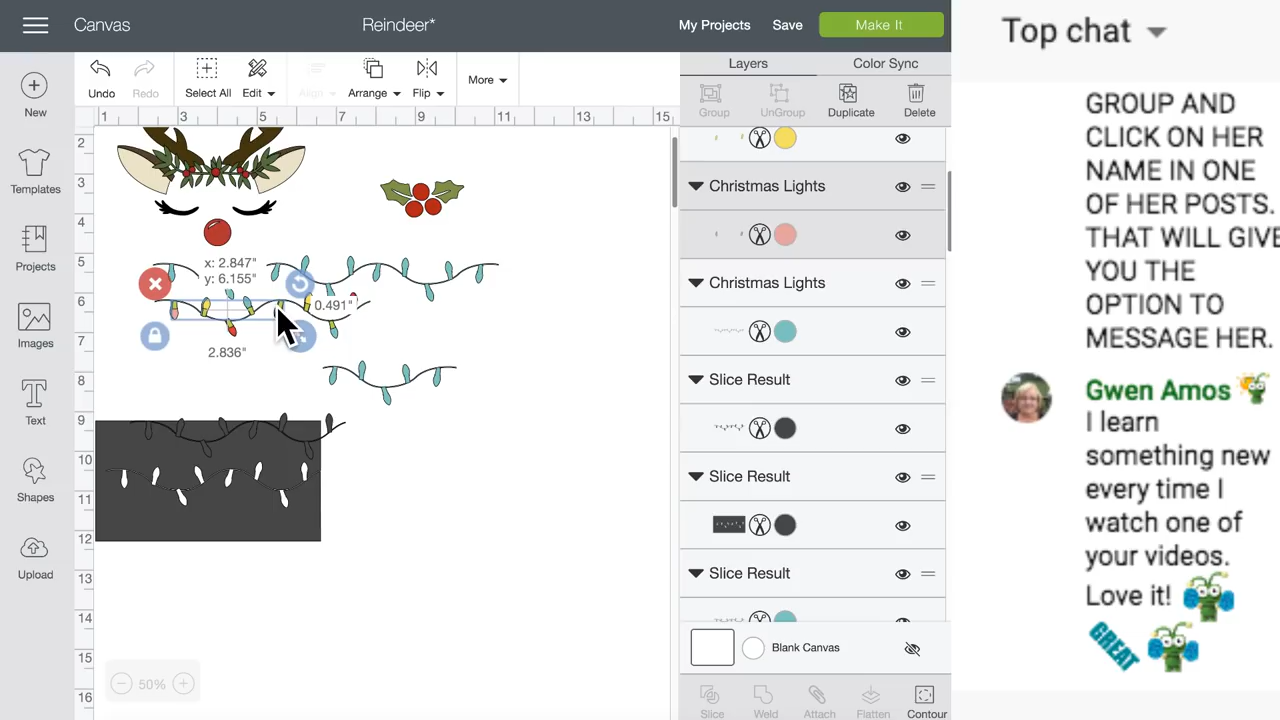 Canvas
Reindeer*
My Projects
Save
Make It
New
Templates
Projects
Images
Text
Shapes
Upload
Undo
Redo
Select All
Edit
Align
Arrange
Flip
More
1 3 5 7 9 11 13 15
2
3
4
5
6
7
8
9
10
11
12
13
14
15
16
x: 2.847"
y: 6.155"
0.491"
2.836"
50%
Layers
Color Sync
Group
UnGroup
Duplicate
Delete
Christmas Lights
Christmas Lights
Slice Result
Slice Result
Slice Result
Blank Canvas
Slice
Weld
Attach
Flatten
Contour
Top chat
GROUP AND
CLICK ON HER
NAME IN ONE
OF HER POSTS.
THAT WILL GIVE
YOU THE
OPTION TO
MESSAGE HER.
Gwen Amos
I learn
something new
every time I
watch one of
your videos.
Love it!
GREAT